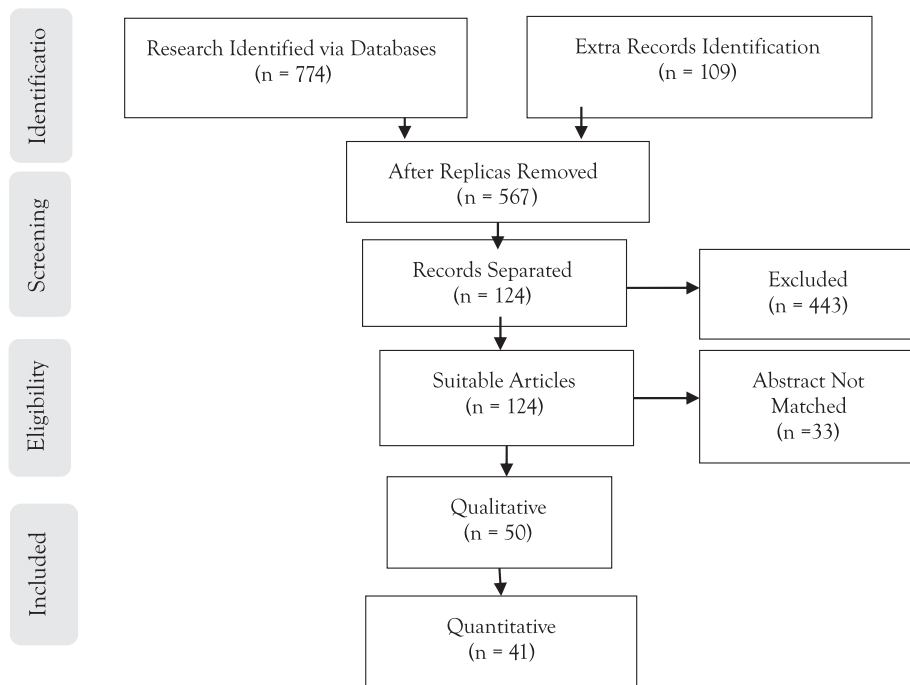 Identificatio
Research Identified via Databases
(n = 774)
Extra Records Identification
(n = 109)
After Replicas Removed
(n = 567)
Screening
Records Separated
(n = 124)
Excluded
(n = 443)
Eligibility
Suitable Articles
(n = 124)
Abstract Not
Matched
(n =33)
Qualitative
(n = 50)
Included
Quantitative
(n = 41)